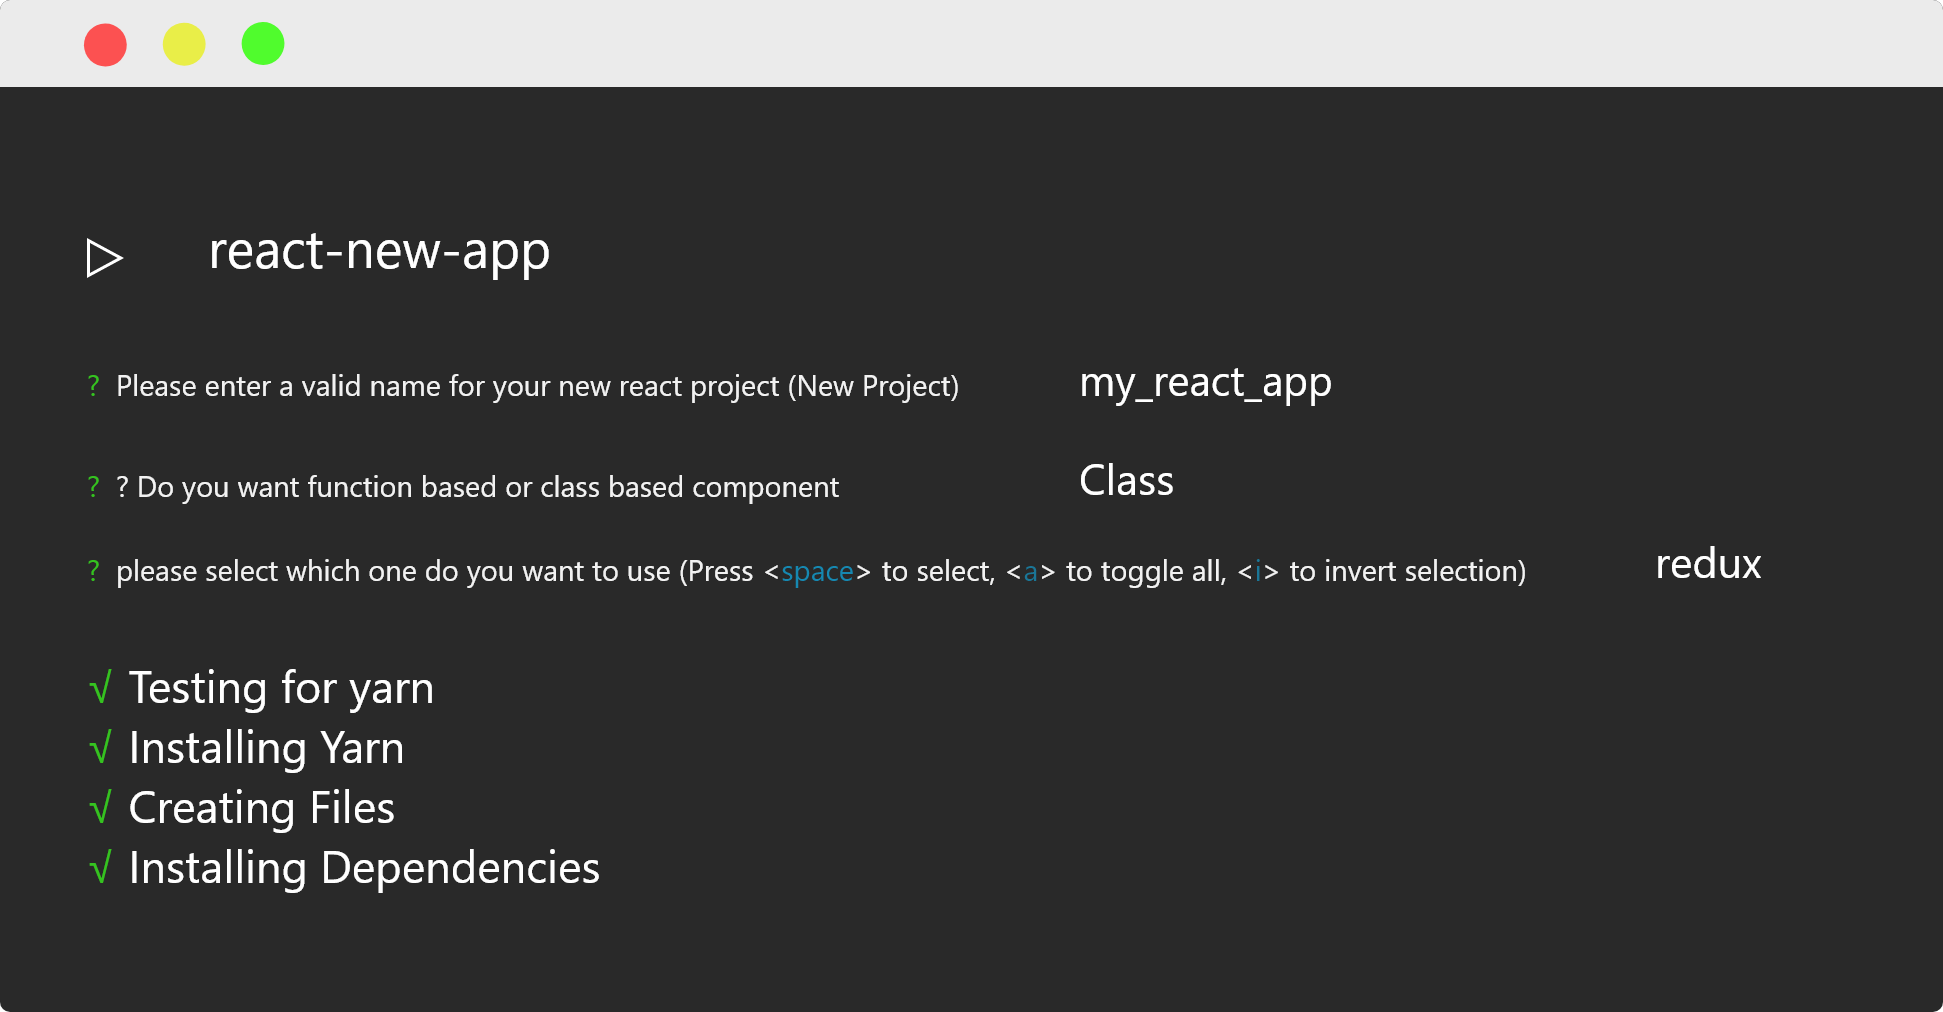 react-new-app
? Please enter a valid name for your new react project (New Project) my_react_app
? ? Do you want function based or class based component Class
? please select which one do you want to use (Press <space> to select, <a> to toggle all, <i> to invert selection) redux
√ Testing for yarn
√ Installing Yarn
√ Creating Files
√ Installing Dependencies